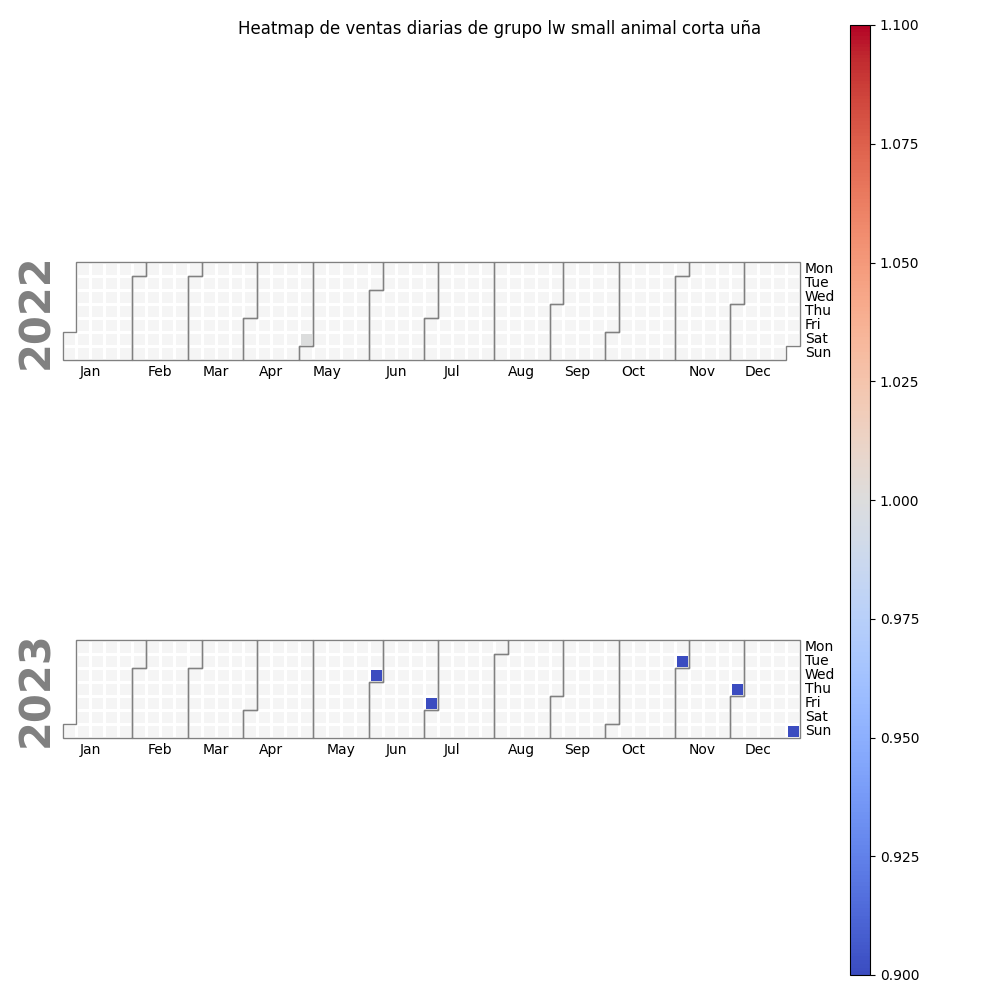 Heatmap de ventas diarias de grupo lw small animal corta uña
2022
Mon
Tue
Wed
Thu
Fri
Sat
Sun
Jan Feb Mar Apr May Jun Jul Aug Sep Oct Nov Dec
2023
Mon
Tue
Wed
Thu
Fri
Sat
Sun
Jan Feb Mar Apr May Jun Jul Aug Sep Oct Nov Dec
1.100
1.075
1.050
1.025
1.000
0.975
0.950
0.925
0.900